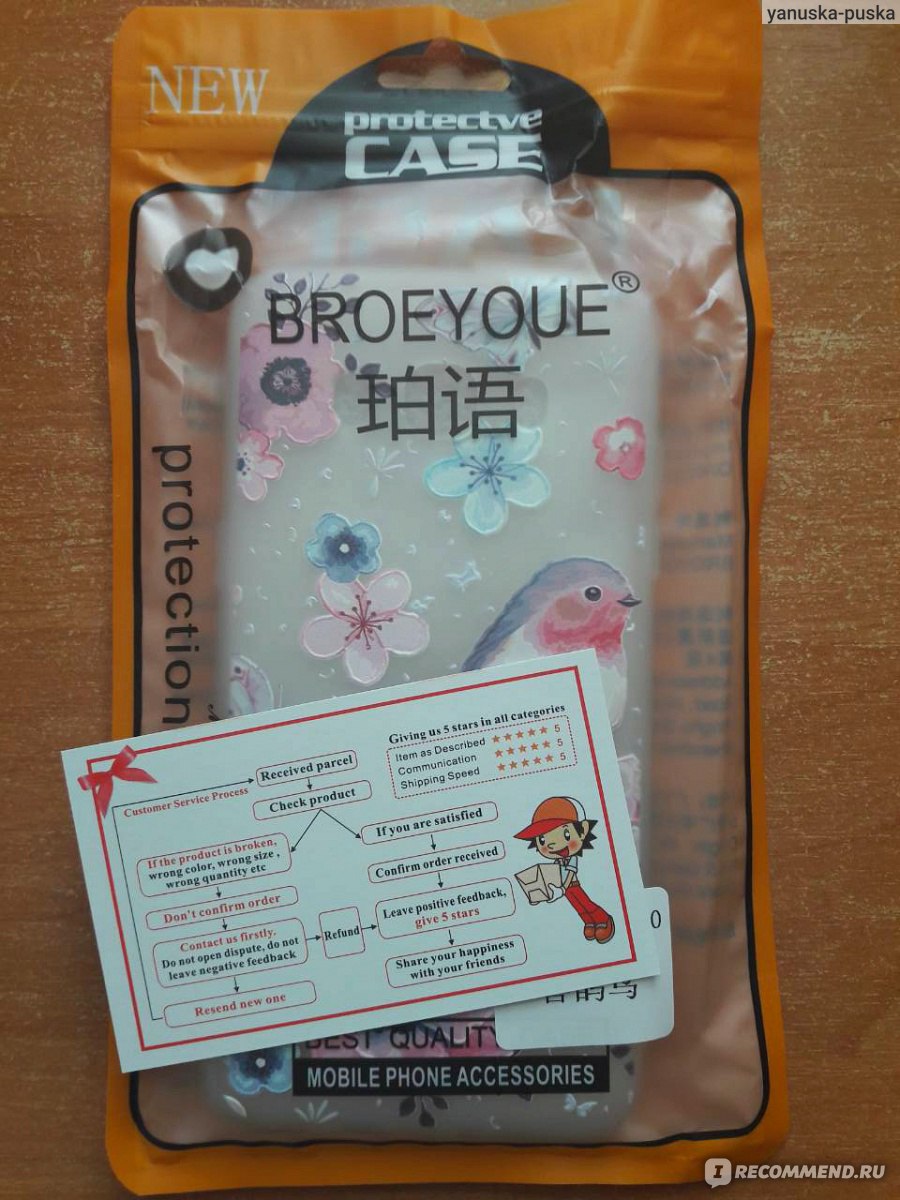 yanuska-puska
NEW
protectve
CASE
BROEYOUE®
珀语
protection
Giving us 5 stars in all categories
Item as Described ★★★★★ 5
Communication ★★★★★ 5
Shipping Speed ★★★★★ 5
Customer Service Process
Received parcel
Check product
If the product is broken,
wrong color, wrong size ,
wrong quantity etc
Don't confirm order
Contact us firstly.
Do not open dispute, do not
leave negative feedback
Resend new one
Refund
If you are satisfied
Confirm order received
Leave positive feedback,
give 5 stars
Share your happiness
with your friends
0
BEST QUALITY
MOBILE PHONE ACCESSORIES
IRECOMMEND.RU